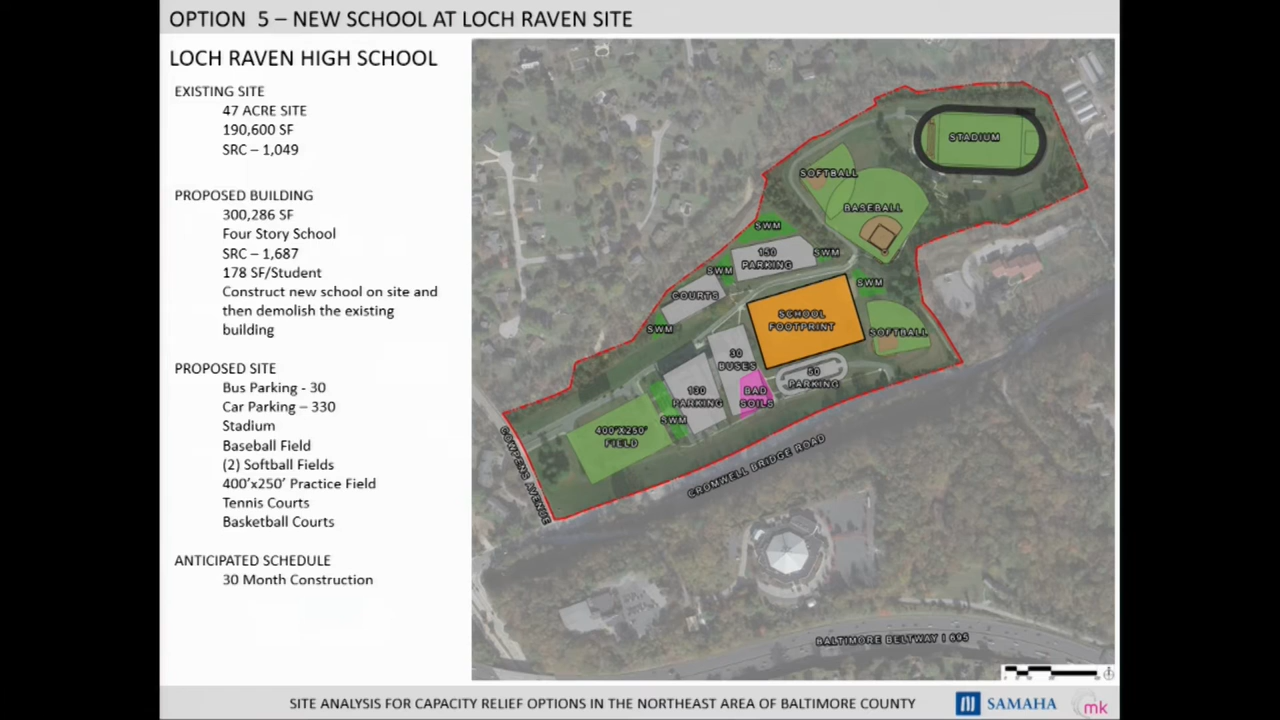 OPTION 5 – NEW SCHOOL AT LOCH RAVEN SITE
LOCH RAVEN HIGH SCHOOL
EXISTING SITE
47 ACRE SITE
190,600 SF
SRC – 1,049
PROPOSED BUILDING
300,286 SF
Four Story School
SRC – 1,687
178 SF/Student
Construct new school on site and
then demolish the existing
building
PROPOSED SITE
Bus Parking - 30
Car Parking – 330
Stadium
Baseball Field
(2) Softball Fields
400'x250' Practice Field
Tennis Courts
Basketball Courts
ANTICIPATED SCHEDULE
30 Month Construction
STADIUM
SOFTBALL
BASEBALL
SWM
150
PARKING
SWM
SWM
SWM
COURTS
SCHOOL
FOOTPRINT
SWM
SOFTBALL
30
BUSES
50
PARKING
130
PARKING
BAD
SOILS
SWM
400'X250'
FIELD
COWPENS AVENUE
CROMWELL BRIDGE ROAD
BALTIMORE BELTWAY I 695
SITE ANALYSIS FOR CAPACITY RELIEF OPTIONS IN THE NORTHEAST AREA OF BALTIMORE COUNTY
SAMAHA
mk